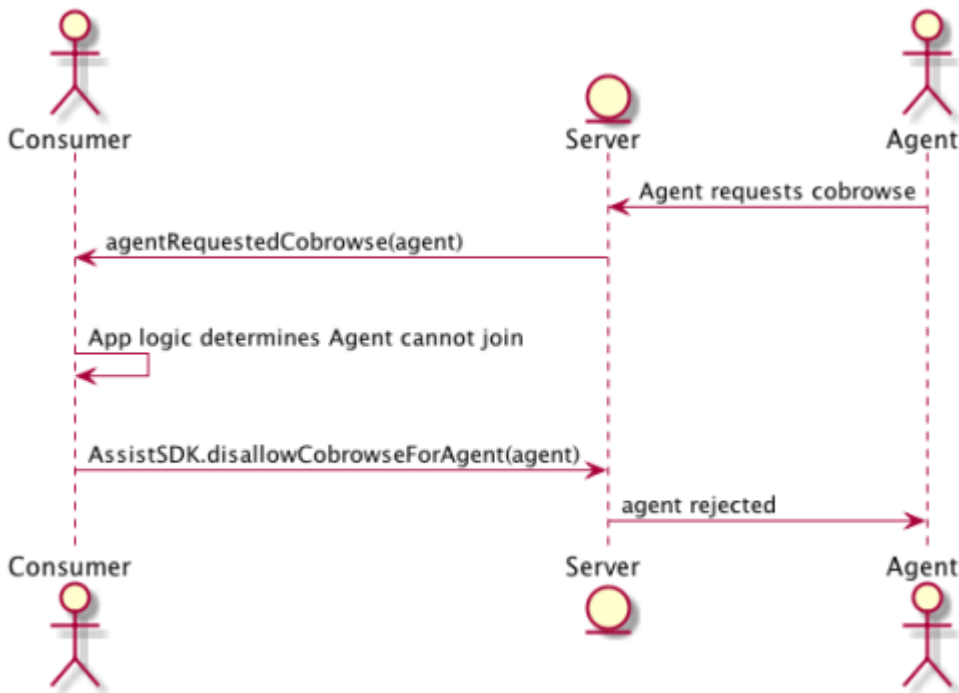 Consumer
Server
Agent
Agent requests cobrowse
agentRequestedCobrowse(agent)
App logic determines Agent cannot join
AssistSDK.disallowCobrowseForAgent(agent)
agent rejected
Consumer
Server
Agent